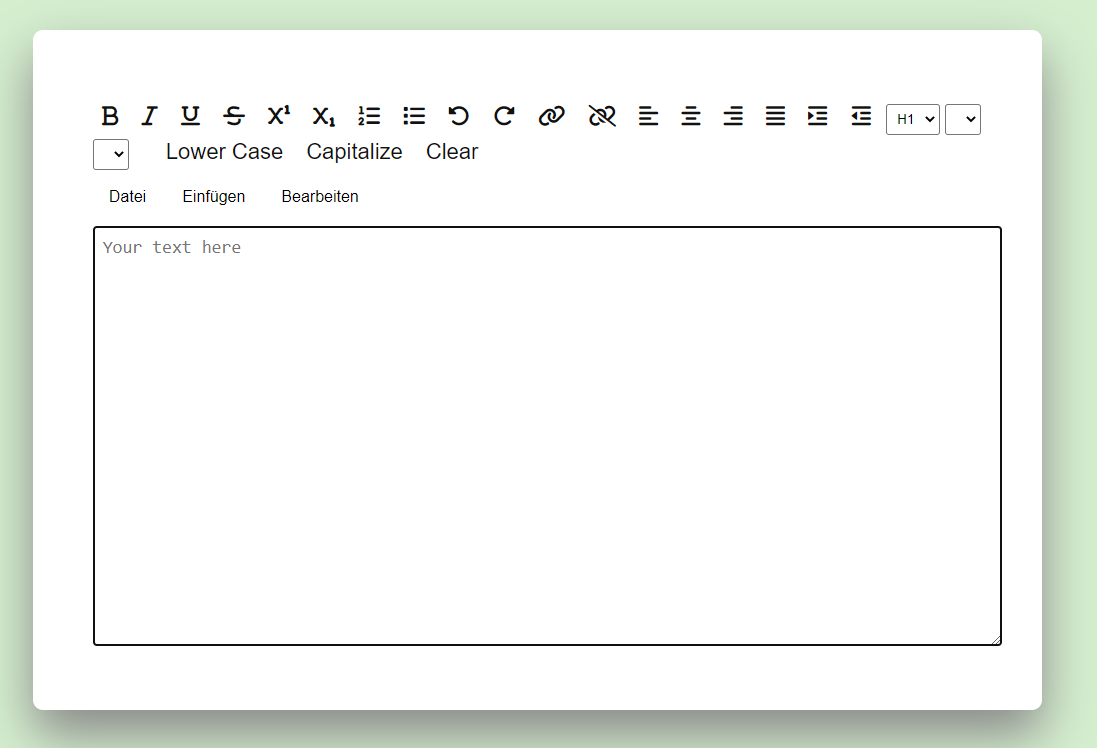 B I U S X¹ X₁ H1
Lower Case Capitalize Clear
Datei Einfügen Bearbeiten
Your text here